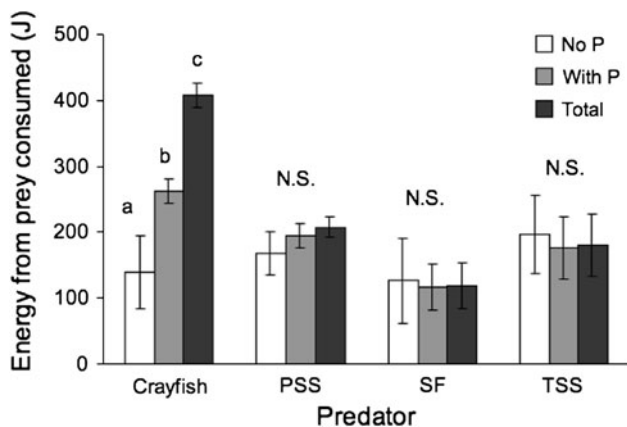 Energy from prey consumed (J)
500
400
300
200
100
0
No P
With P
Total
a
b
c
N.S.
N.S.
N.S.
Crayfish
PSS
SF
TSS
Predator